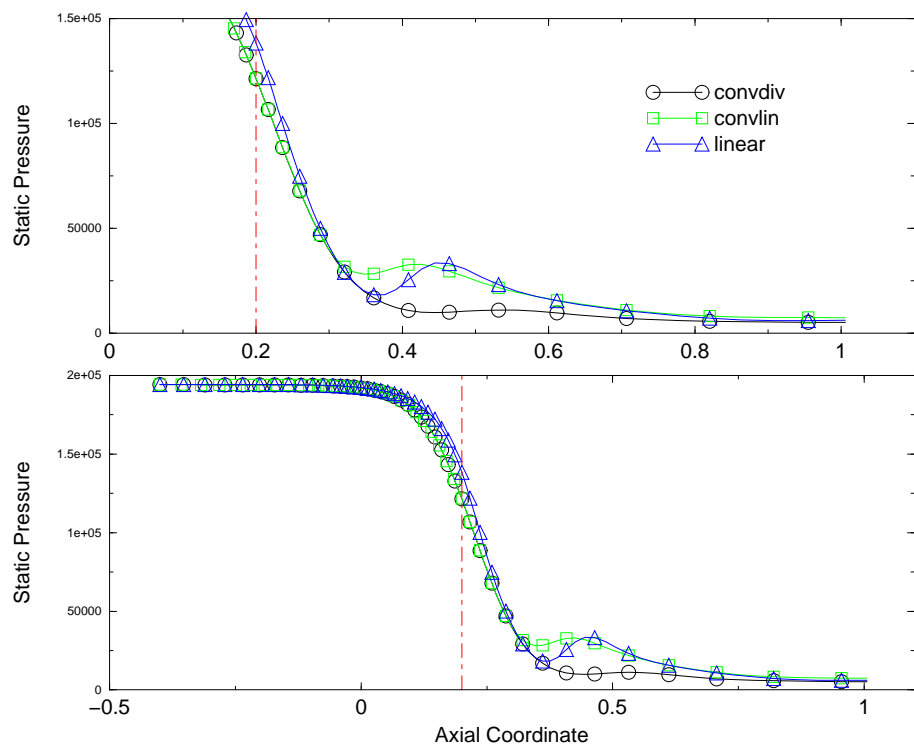 1.5e+05
1e+05
50000
0
Static Pressure
convdiv
convlin
linear
0 0.2 0.4 0.6 0.8 1
2e+05
1.5e+05
1e+05
50000
0
Static Pressure
−0.5 0 0.5 1
Axial Coordinate